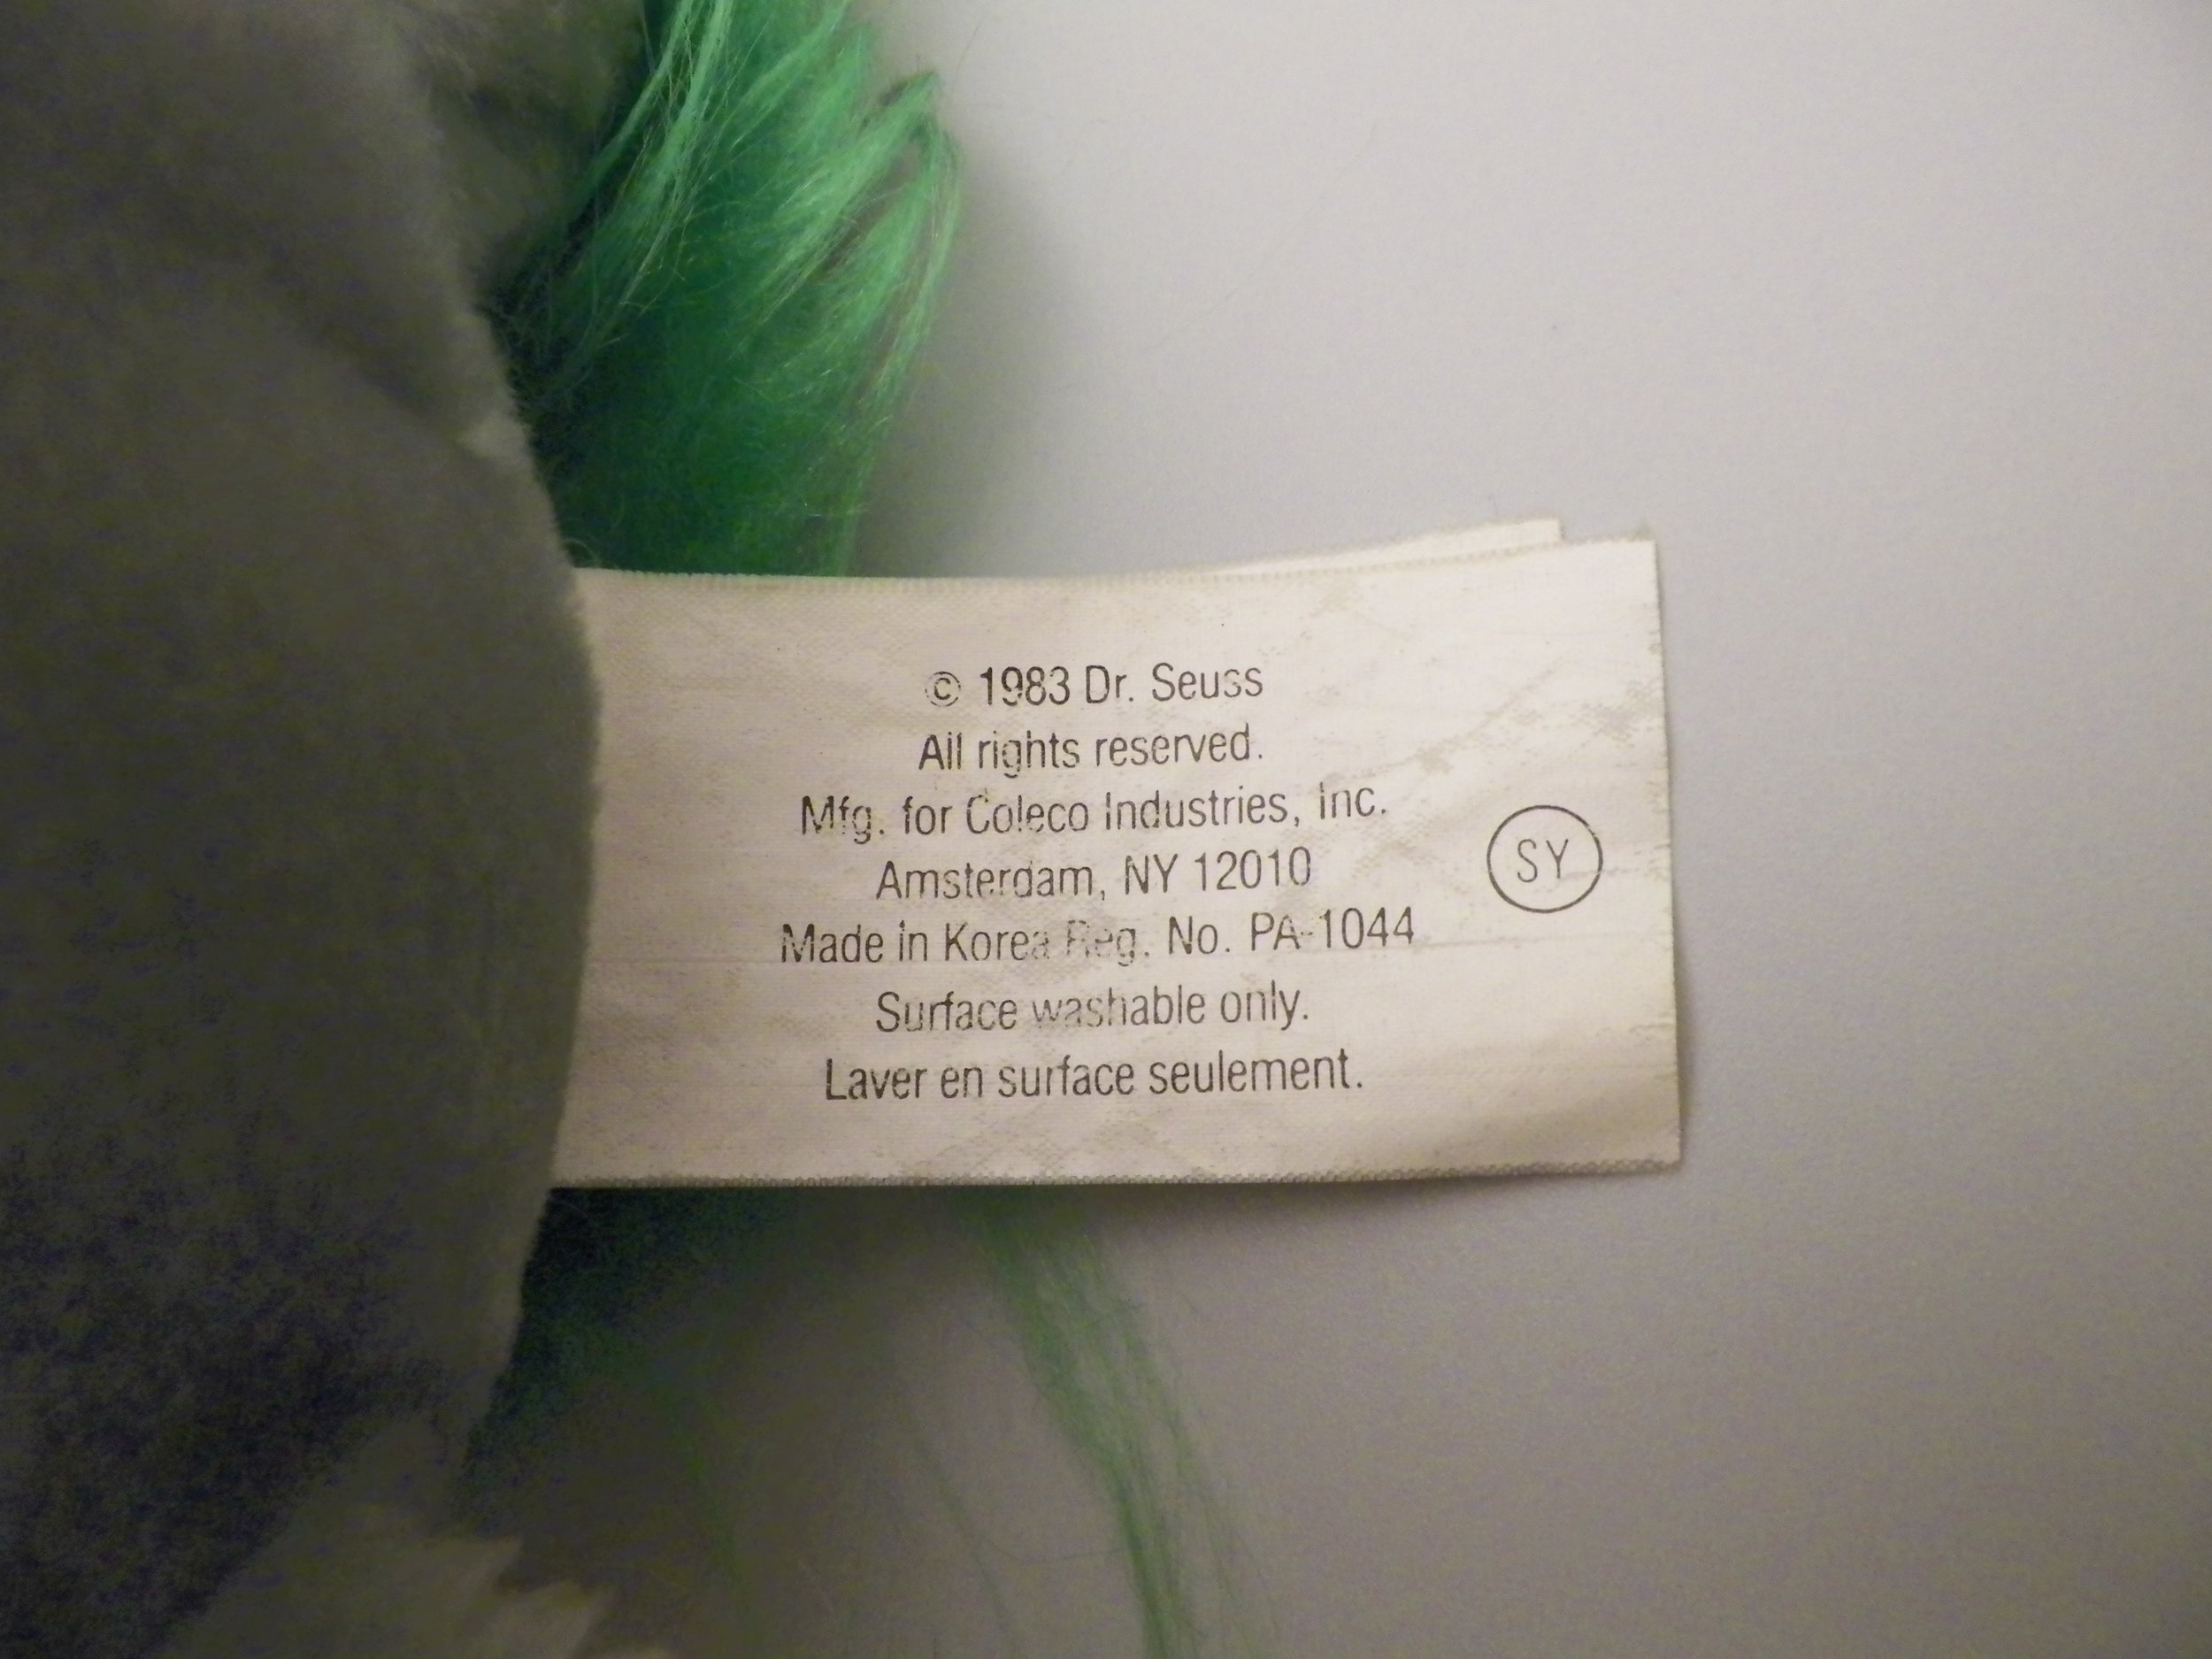 © 1983 Dr. Seuss
All rights reserved.
Mfg. for Coleco Industries, Inc.
Amsterdam, NY 12010
Made in Korea Reg. No. PA-1044
Surface washable only.
Laver en surface seulement.
SY